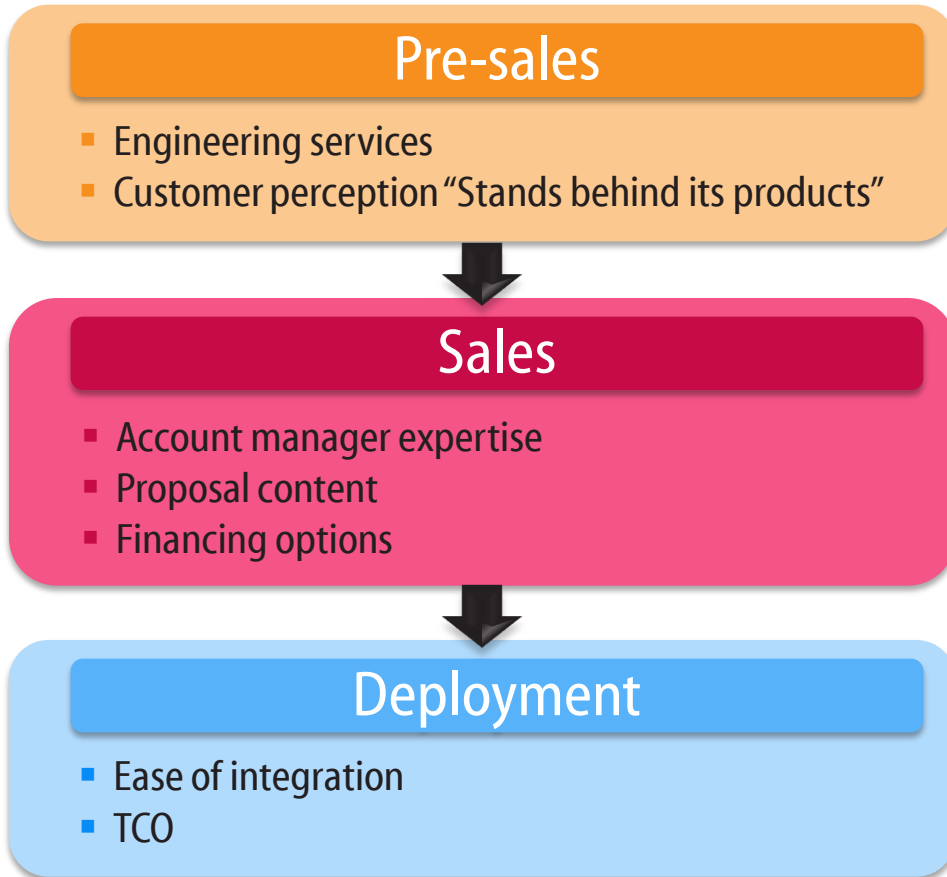 Pre-sales
Engineering services
Customer perception “Stands behind its products”
Sales
Account manager expertise
Proposal content
Financing options
Deployment
Ease of integration
TCO